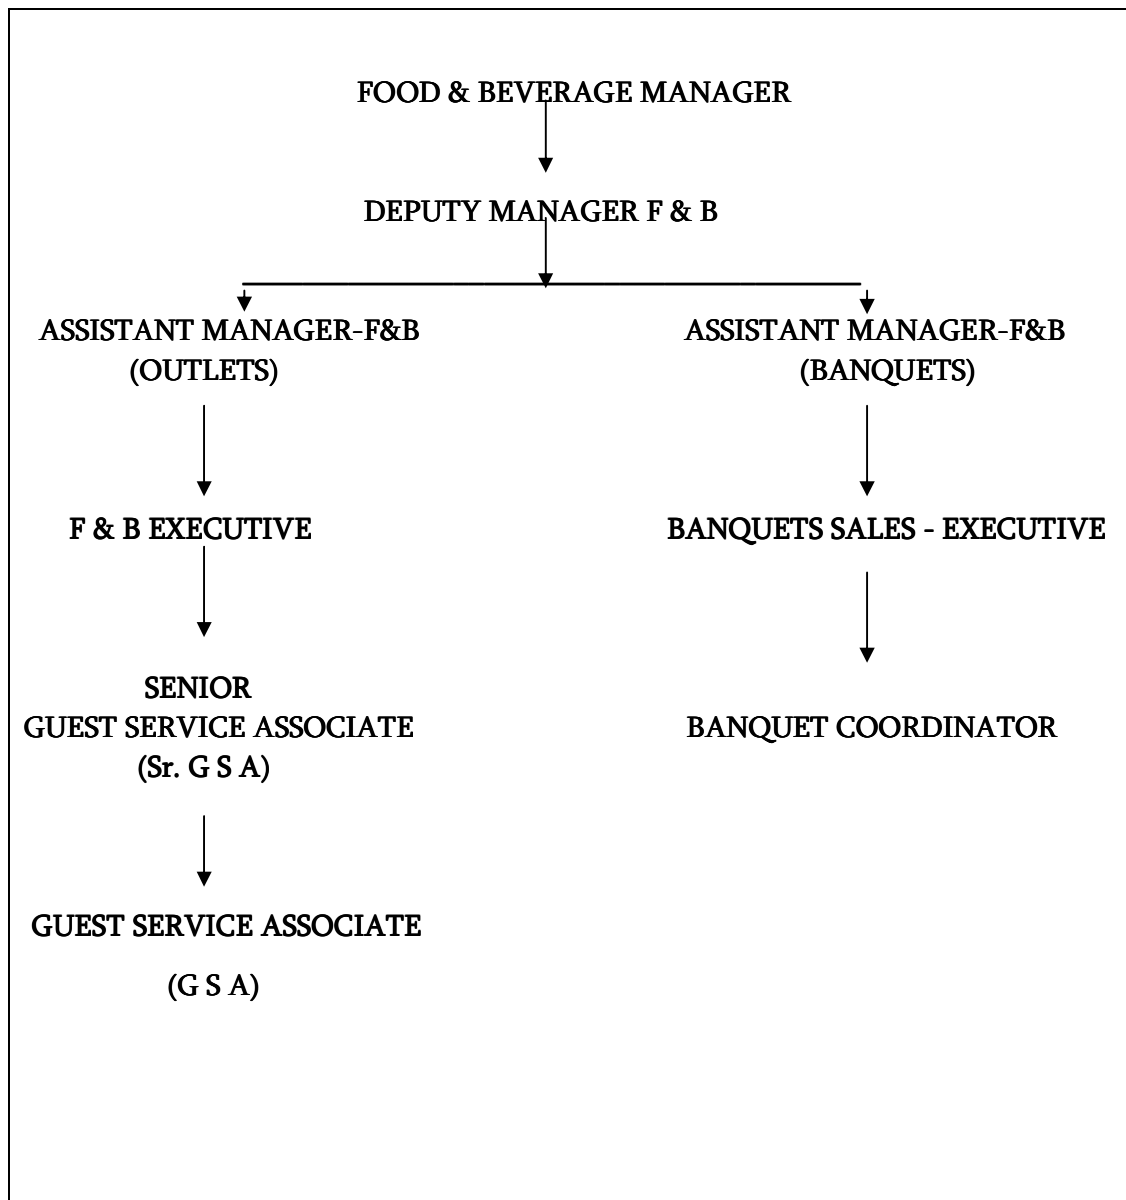 FOOD & BEVERAGE MANAGER
DEPUTY MANAGER F & B
ASSISTANT MANAGER-F&B
(OUTLETS)
ASSISTANT MANAGER-F&B
(BANQUETS)
F & B EXECUTIVE
BANQUETS SALES - EXECUTIVE
SENIOR
GUEST SERVICE ASSOCIATE
(Sr. G S A)
BANQUET COORDINATOR
GUEST SERVICE ASSOCIATE
(G S A)